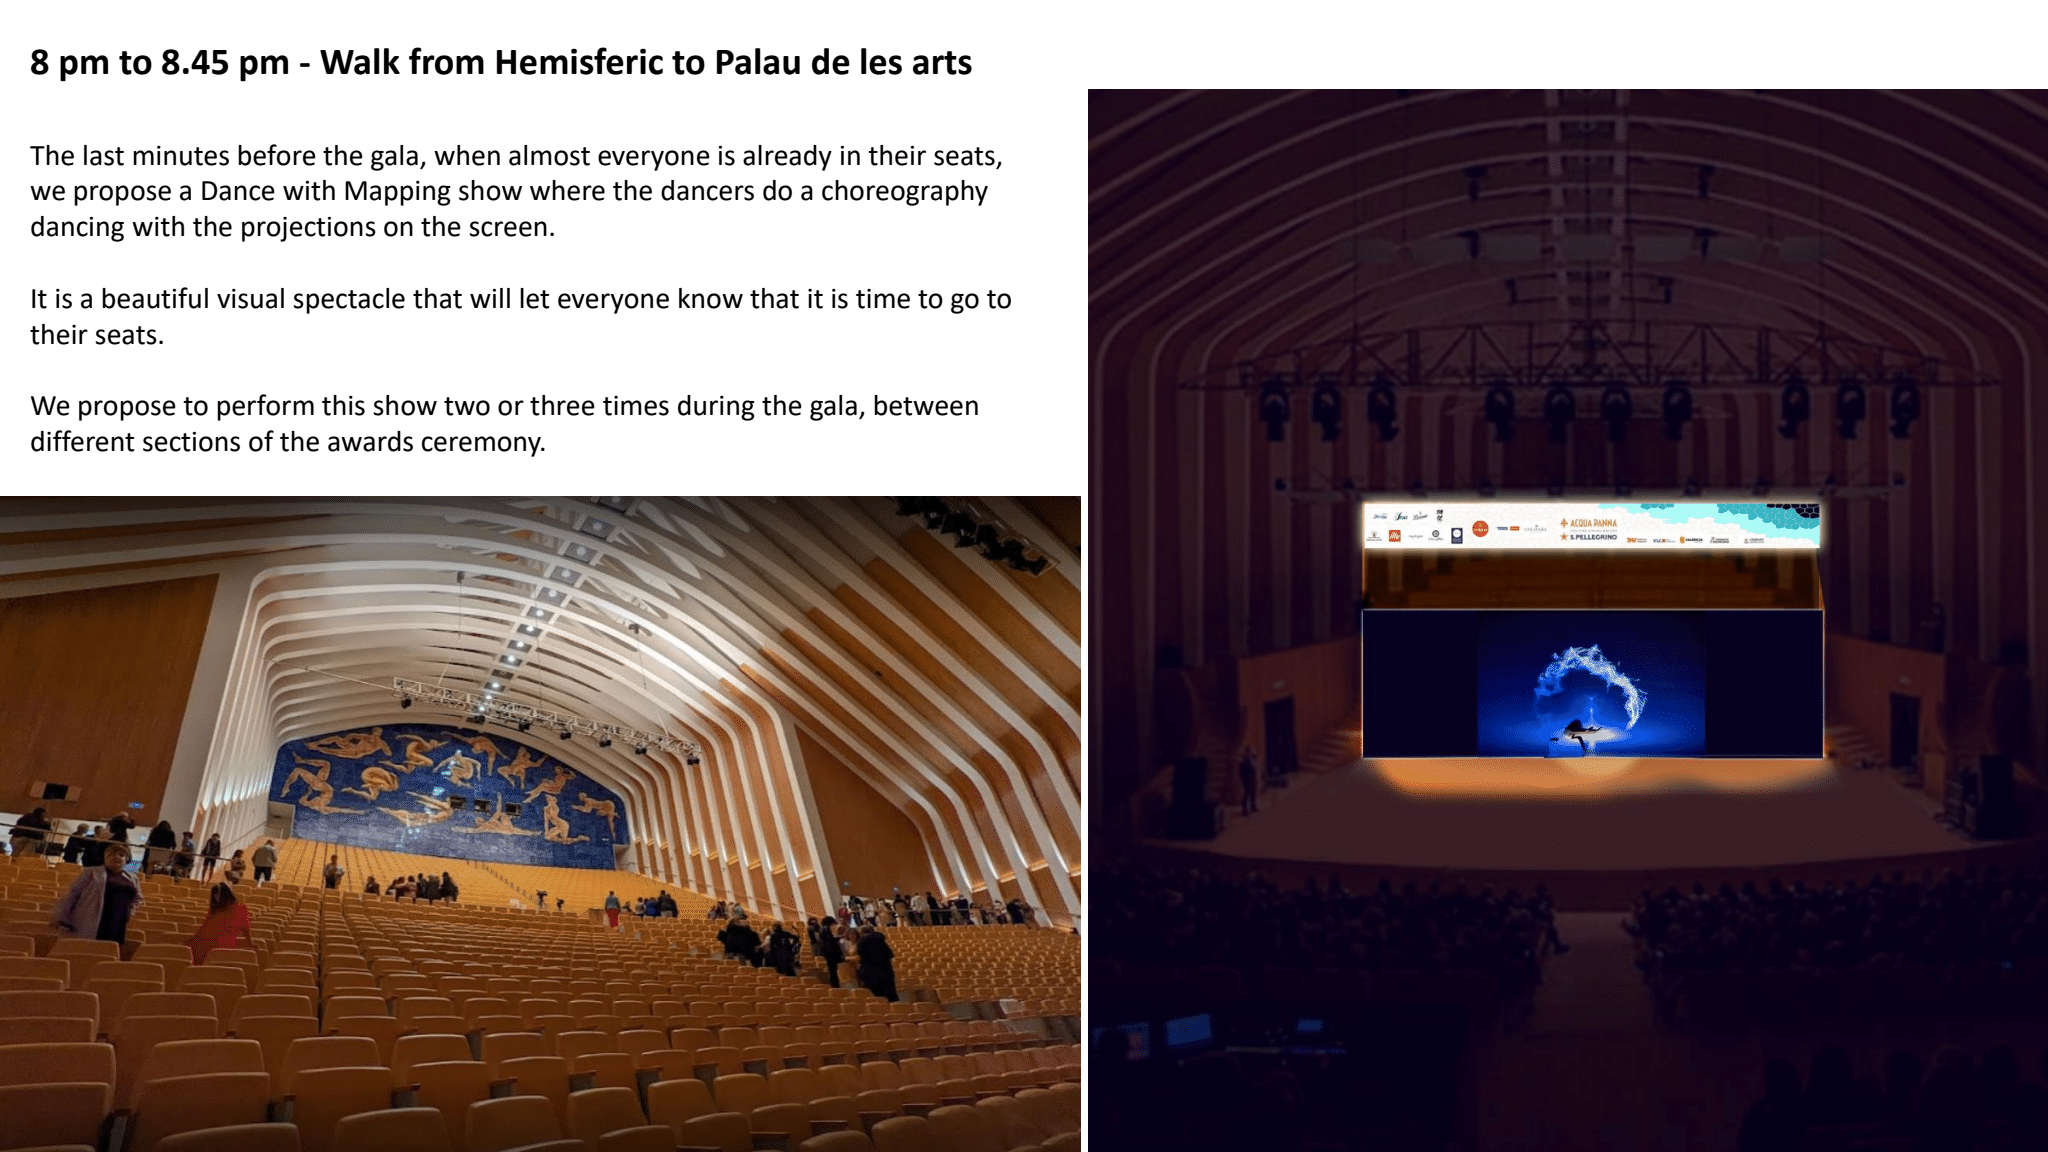 8 pm to 8.45 pm - Walk from Hemisferic to Palau de les arts
The last minutes before the gala, when almost everyone is already in their seats,
we propose a Dance with Mapping show where the dancers do a choreography
dancing with the projections on the screen.
It is a beautiful visual spectacle that will let everyone know that it is time to go to
their seats.
We propose to perform this show two or three times during the gala, between
different sections of the awards ceremony.
ACQUA PANNA
S.PELLEGRINO
illy
VALENCIA